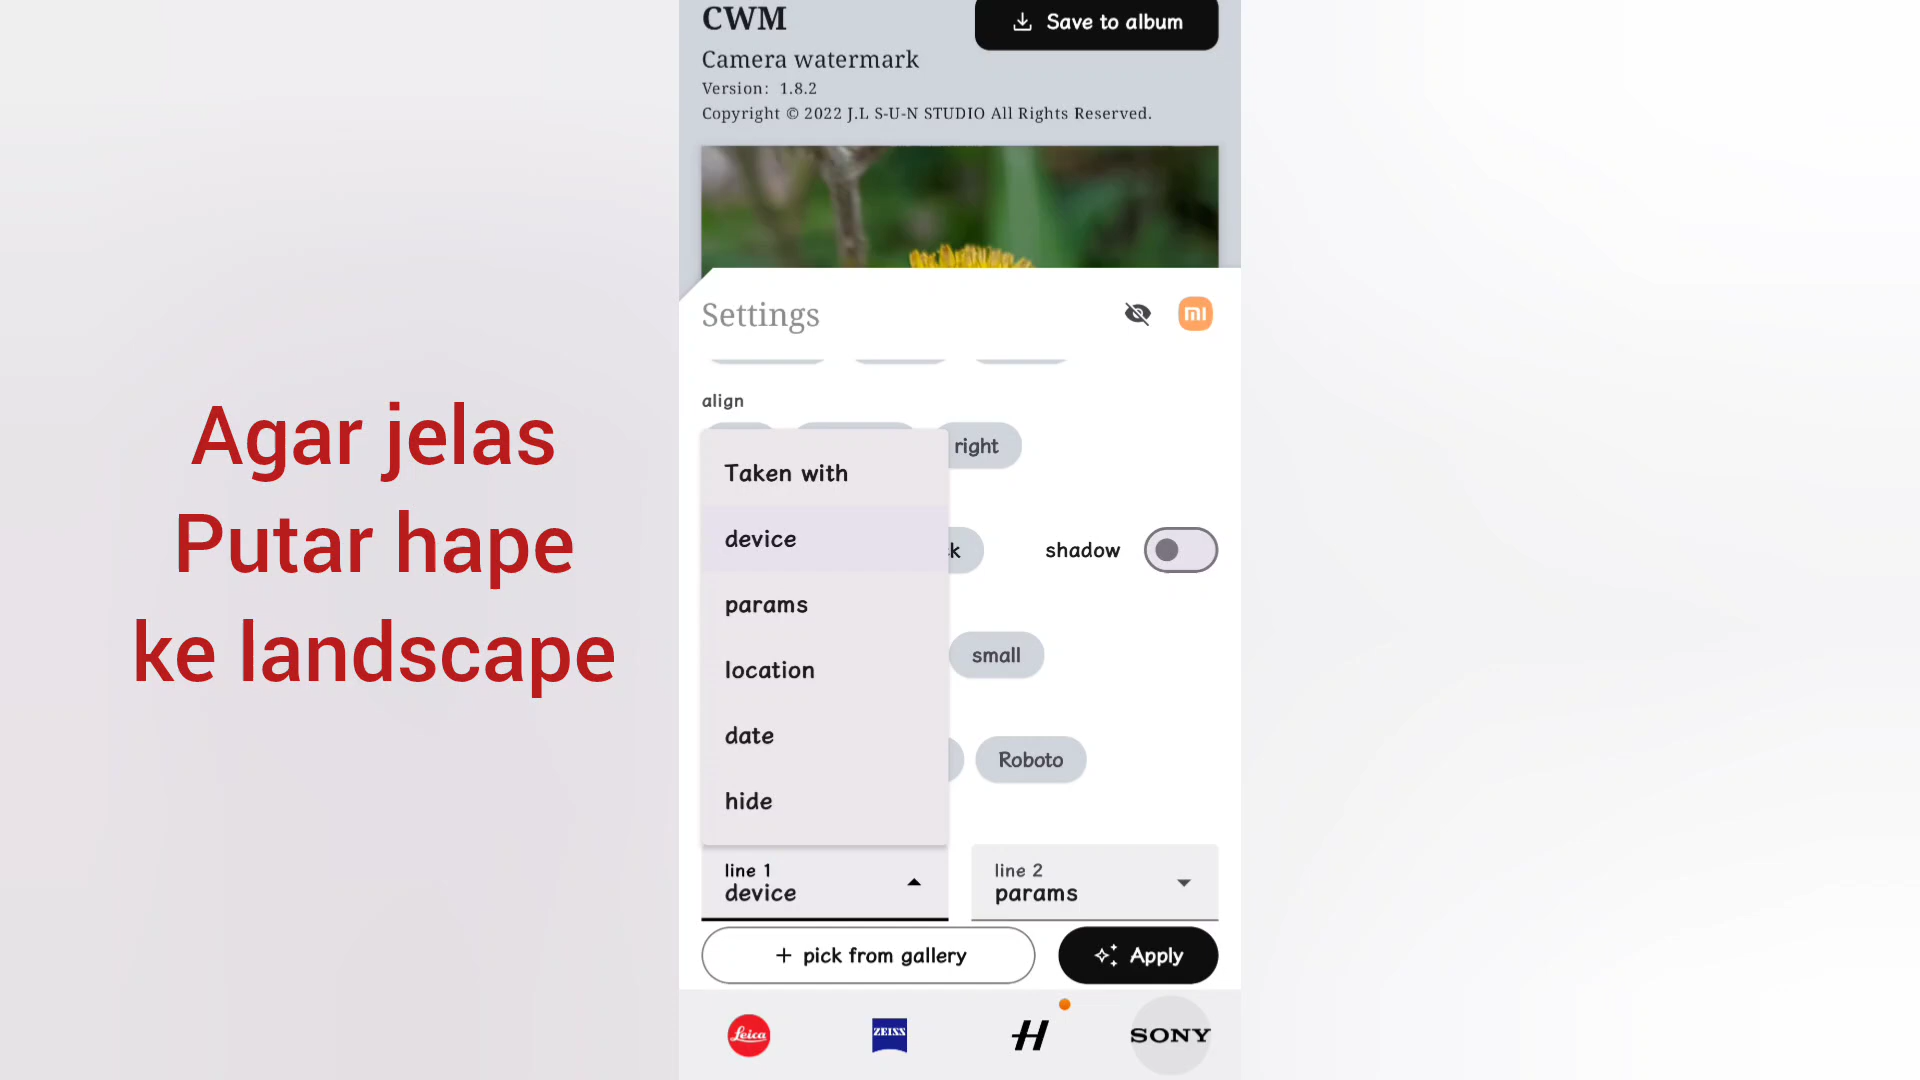 CWM
Save to album
Camera watermark
Version: 1.8.2
Copyright © 2022 J.L S-U-N STUDIO All Rights Reserved.
Settings
mi
align
right
Agar jelas
Putar hape
ke landscape
Taken with
device
k
shadow
params
location
small
date
Roboto
hide
line 1
device
line 2
params
+ pick from gallery
Apply
Leica
ZEISS
H
SONY